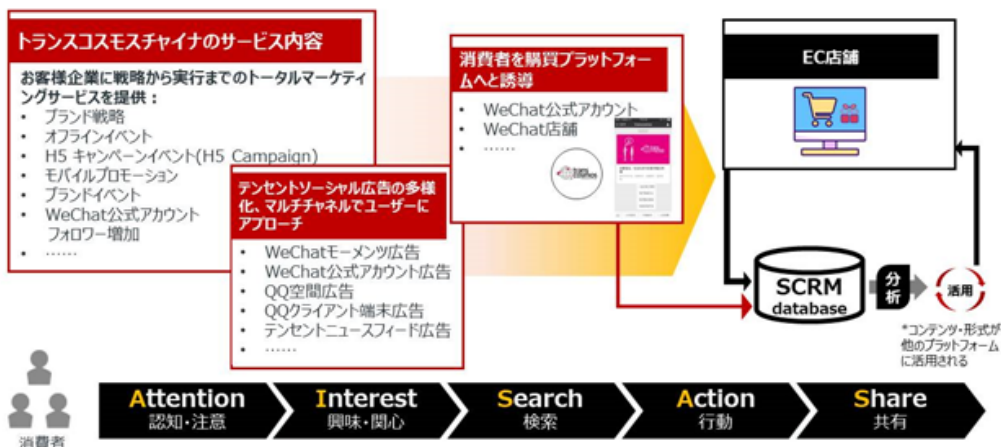 トランスコスモスチャイナのサービス内容
お客様企業に戦略から実行までのトータルマーケティ
ングサービスを提供：
• ブランド戦略
• オフラインイベント
• H5 キャンペーンイベント(H5 Campaign)
• モバイルプロモーション
• ブランドイベント
• WeChat公式アカウント
フォロワー増加
• ……
テンセントソーシャル広告の多様
化、マルチチャネルでユーザーに
アプローチ
• WeChatモーメンツ広告
• WeChat公式アカウント広告
• QQ空間広告
• QQクライアント端末広告
• テンセントニュースフィード広告
• ……
消費者を購買プラットフォー
ムへと誘導
• WeChat公式アカウント
• WeChat店舗
• ……
EC店舗
SCRM
database
分析
活用
*コンテンツ・形式が
他のプラットフォーム
に活用される
消費者
Attention
認知・注意
Interest
興味・関心
Search
検索
Action
行動
Share
共有